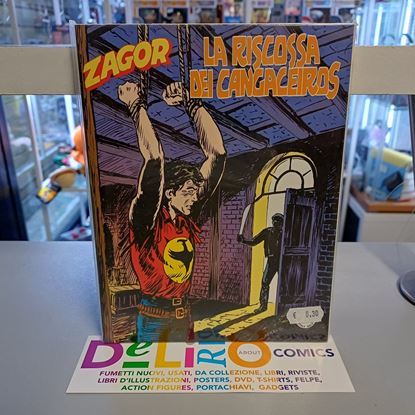 ZAGOR
LA RISCOSSA
DEI CANGACEIROS
€ 0,30
DELIRIO ABOUT COMICS
FUMETTI NUOVI, USATI, DA COLLEZIONE, LIBRI, RIVISTE,
LIBRI D'ILLUSTRAZIONI, POSTERS, DVD, T-SHIRTS, FELPE,
ACTION FIGURES, PORTACHIAVI, GADGETS